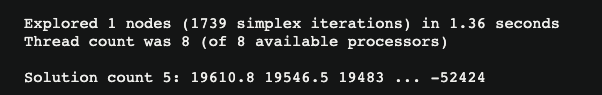 Explored 1 nodes (1739 simplex iterations) in 1.36 seconds
Thread count was 8 (of 8 available processors)
Solution count 5: 19610.8 19546.5 19483 ... -52424